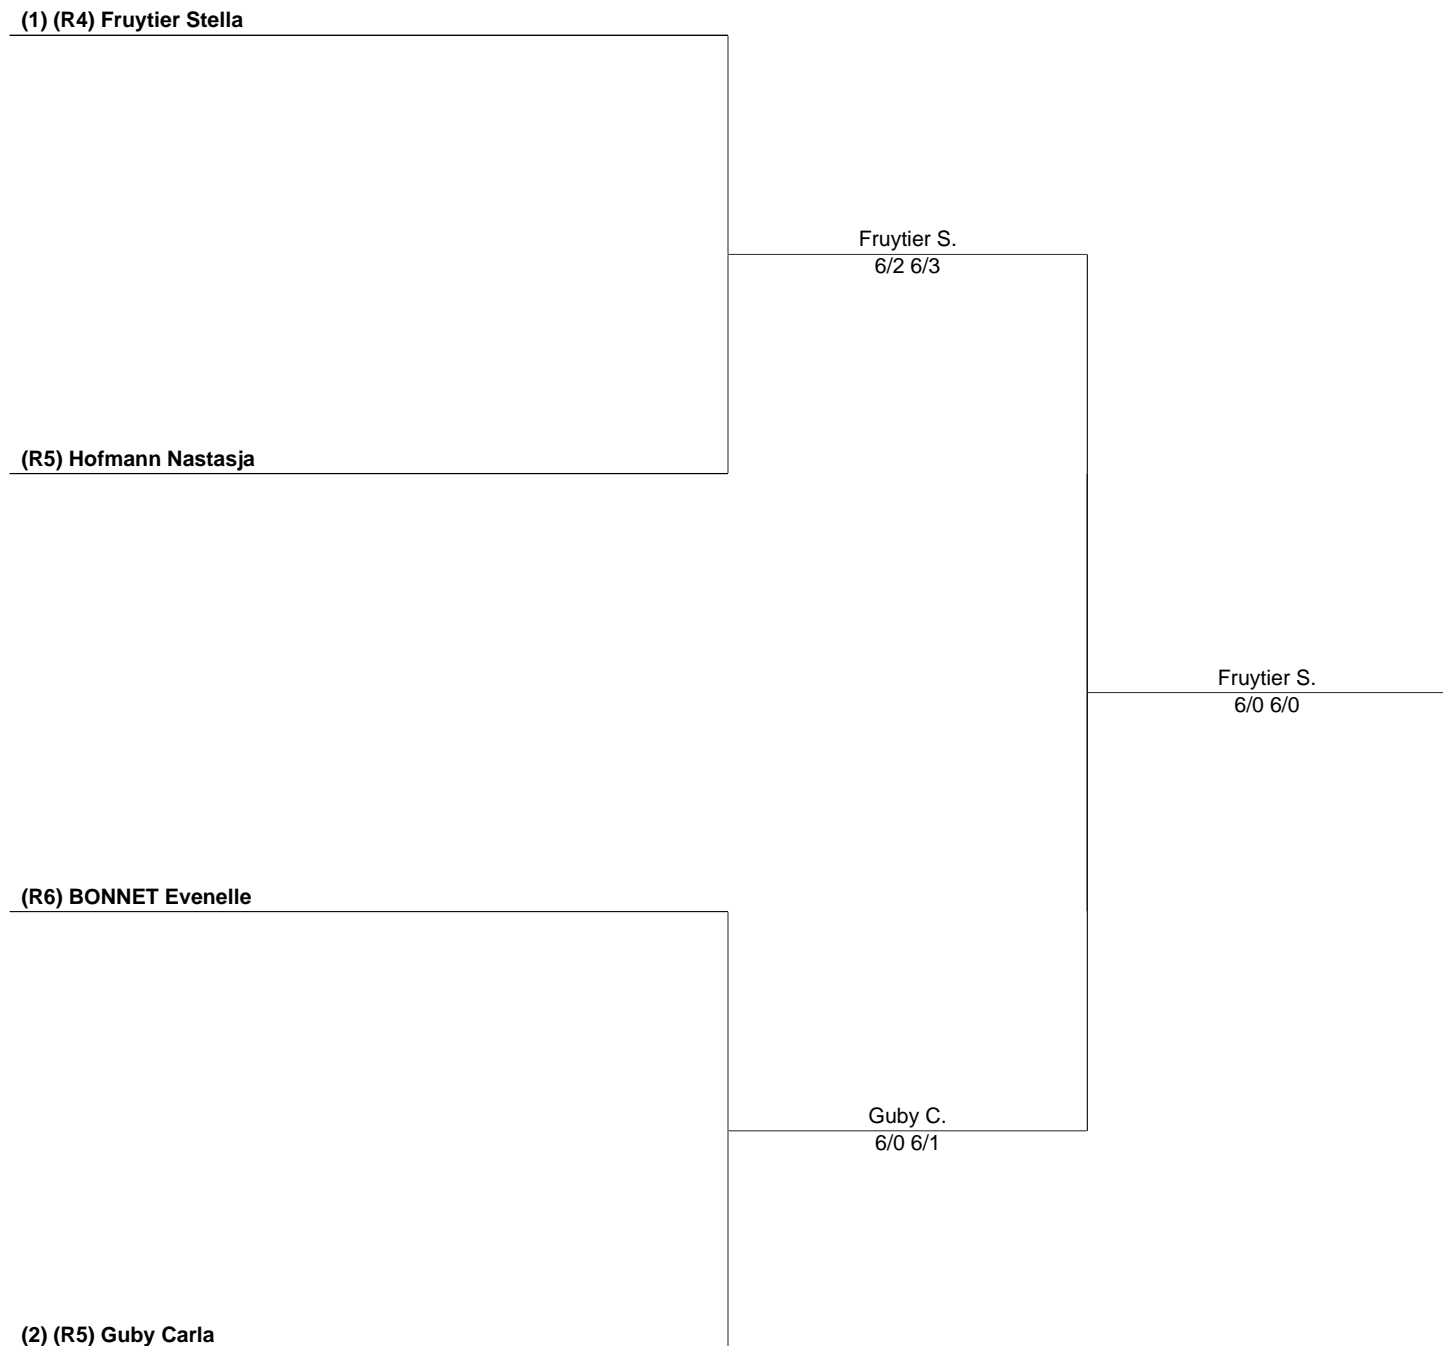 (1) (R4) Fruytier Stella
Fruytier S.
6/2 6/3
(R5) Hofmann Nastasja
Fruytier S.
6/0 6/0
(R6) BONNET Evenelle
Guby C.
6/0 6/1
(2) (R5) Guby Carla